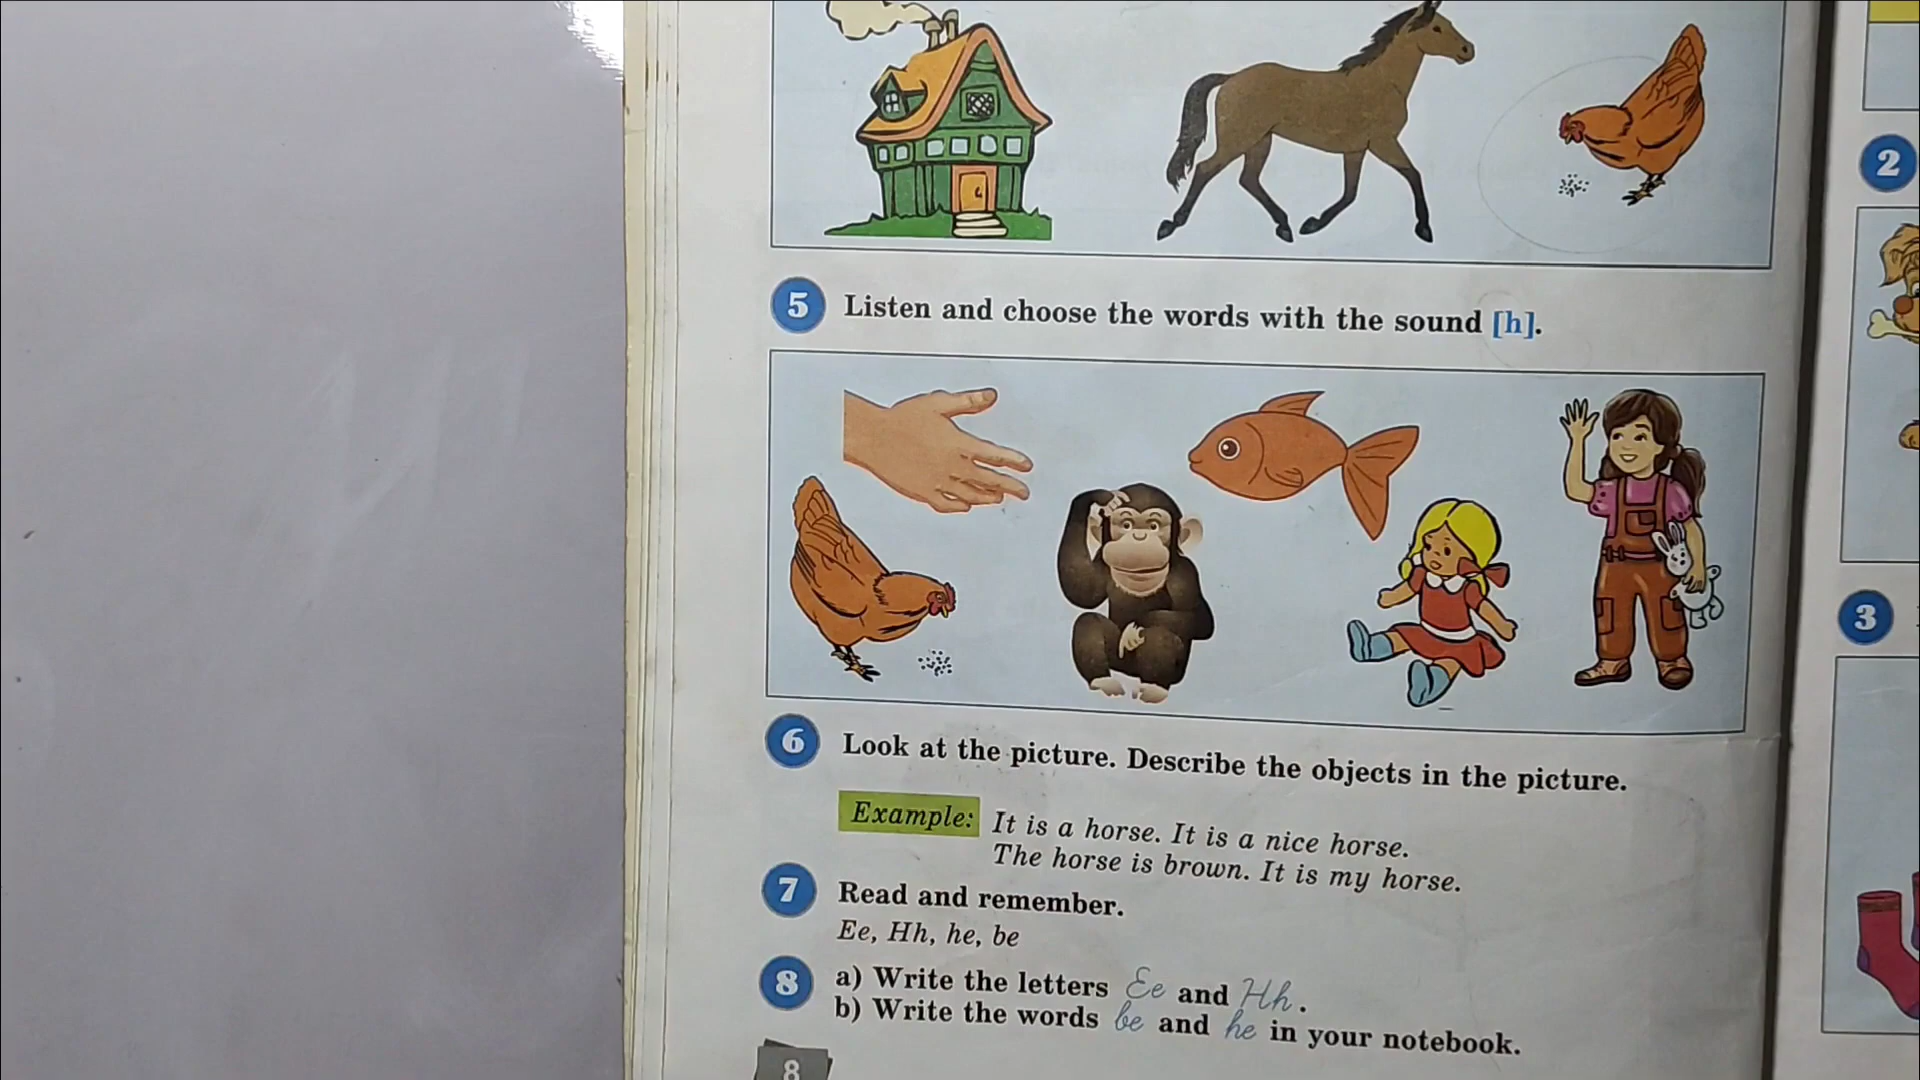 5 Listen and choose the words with the sound [h].
6 Look at the picture. Describe the objects in the picture.
Example: It is a horse. It is a nice horse.
The horse is brown. It is my horse.
7 Read and remember.
Ee, Hh, he, be
8 a) Write the letters Ee and Hh.
b) Write the words be and he in your notebook.
8
2
3